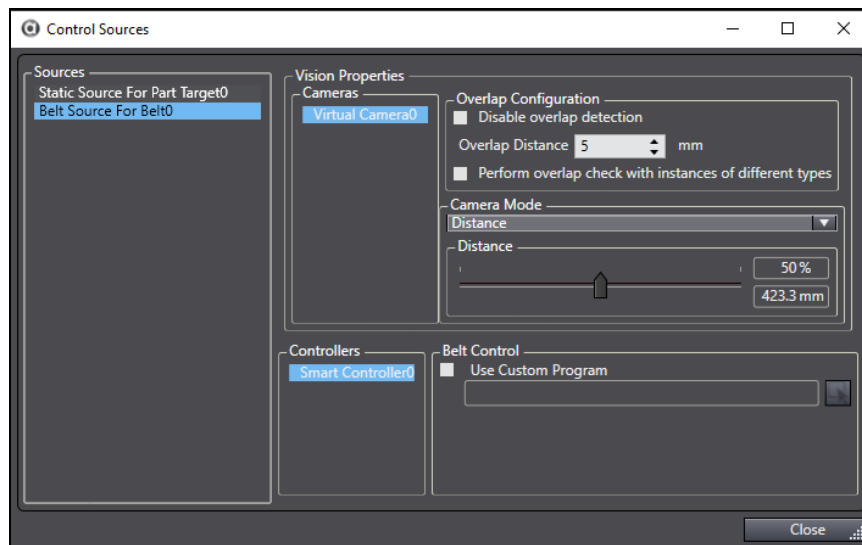 Control Sources
Sources
Static Source For Part Target0
Belt Source For Belt0
Vision Properties
Cameras
Virtual Camera0
Overlap Configuration
Disable overlap detection
Overlap Distance 5 mm
Perform overlap check with instances of different types
Camera Mode
Distance
Distance
50 %
423.3 mm
Controllers
Smart Controller0
Belt Control
Use Custom Program
Close